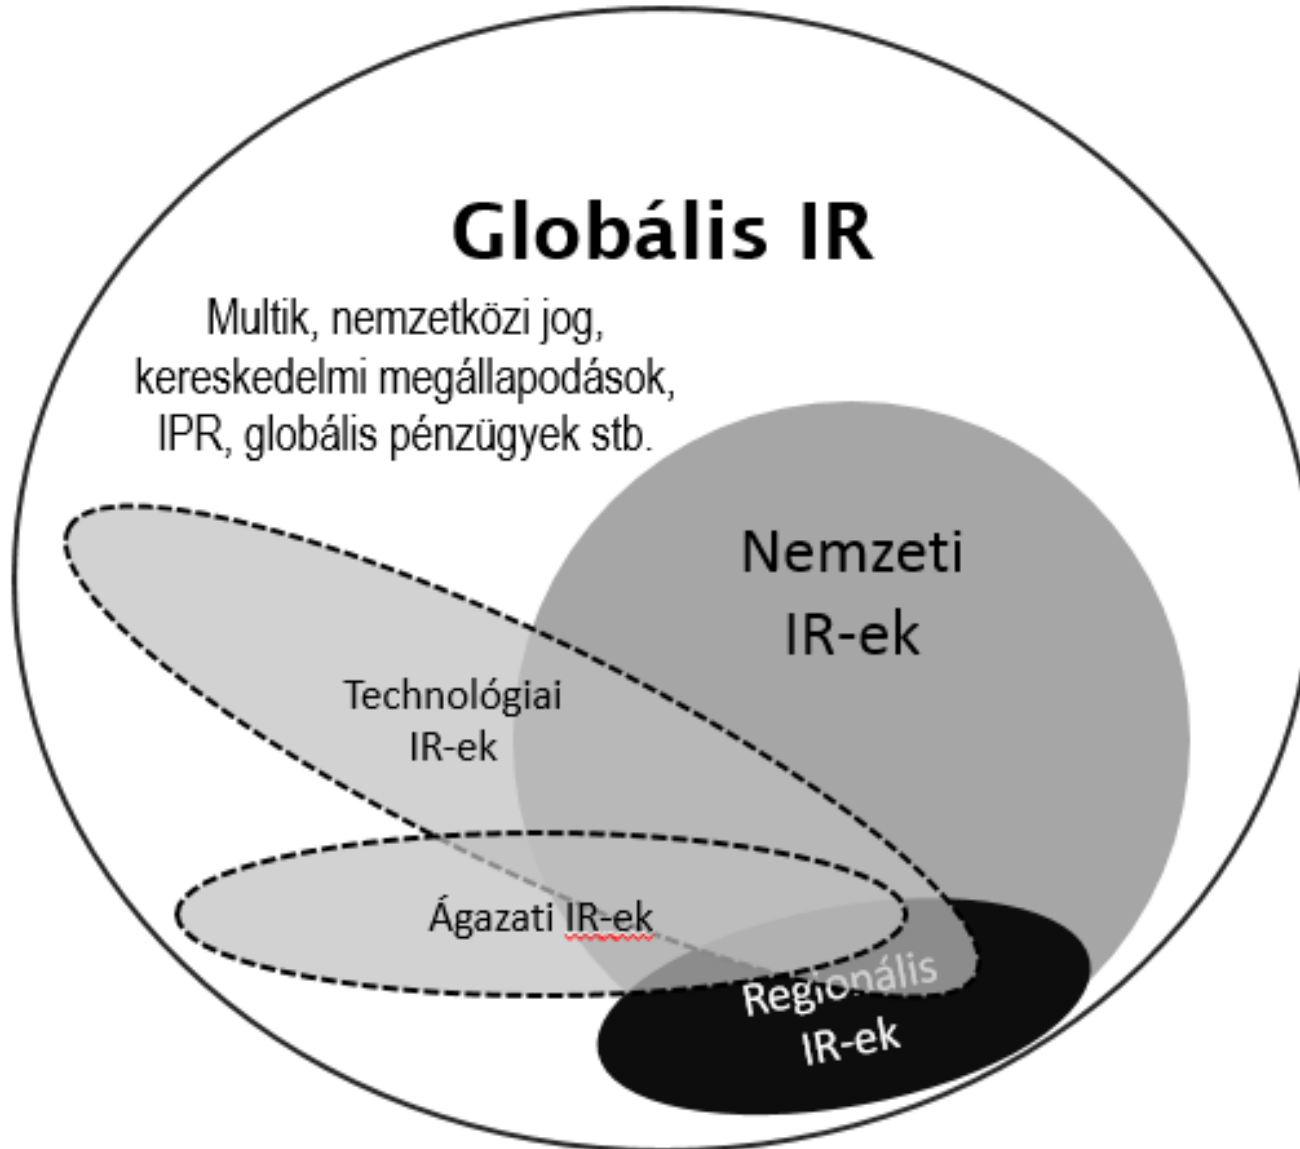 Globális IR
Multik, nemzetközi jog,
kereskedelmi megállapodások,
IPR, globális pénzügyek stb.
Nemzeti
IR-ek
Technológiai
IR-ek
Ágazati IR-ek
Regionális
IR-ek